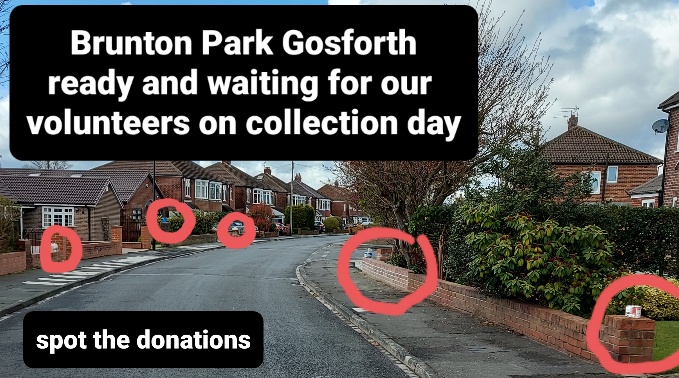 Brunton Park Gosforth
ready and waiting for our
volunteers on collection day
spot the donations